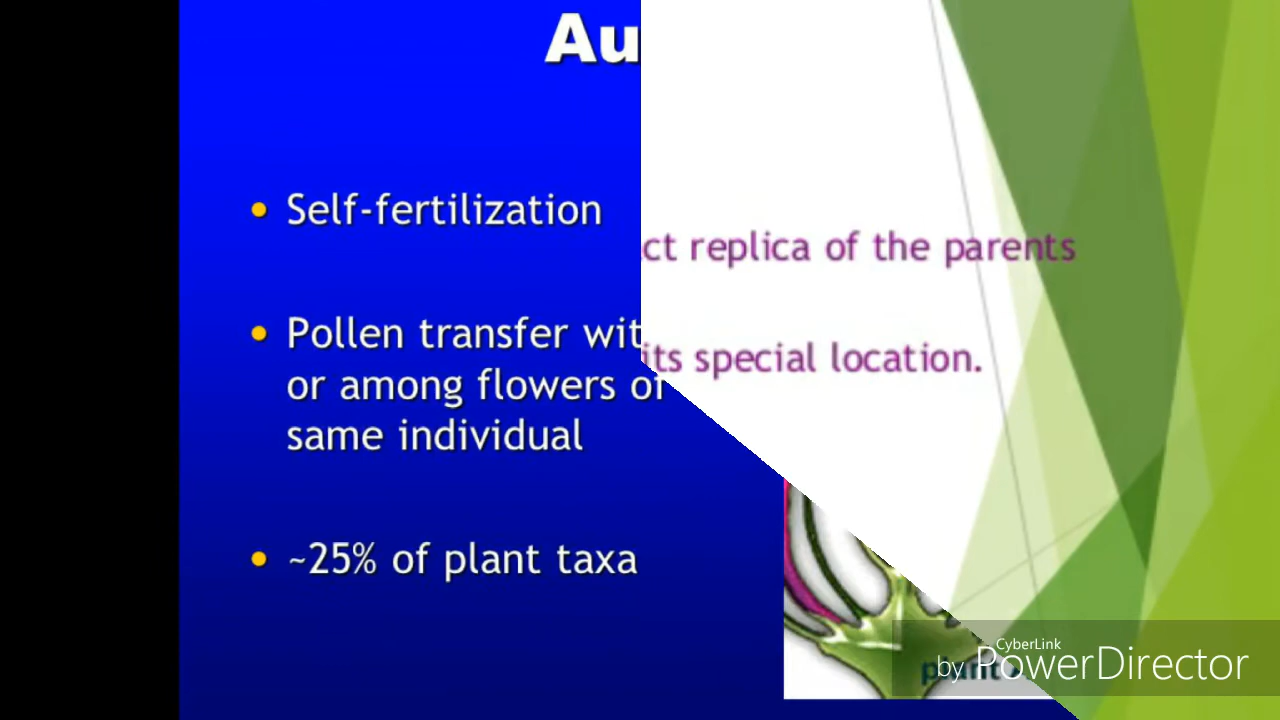 Au
• Self-fertilization
ct replica of the parents
• Pollen transfer wit
its special location.
or among flowers of
same individual
• ~25% of plant taxa
CyberLink
by PowerDirector